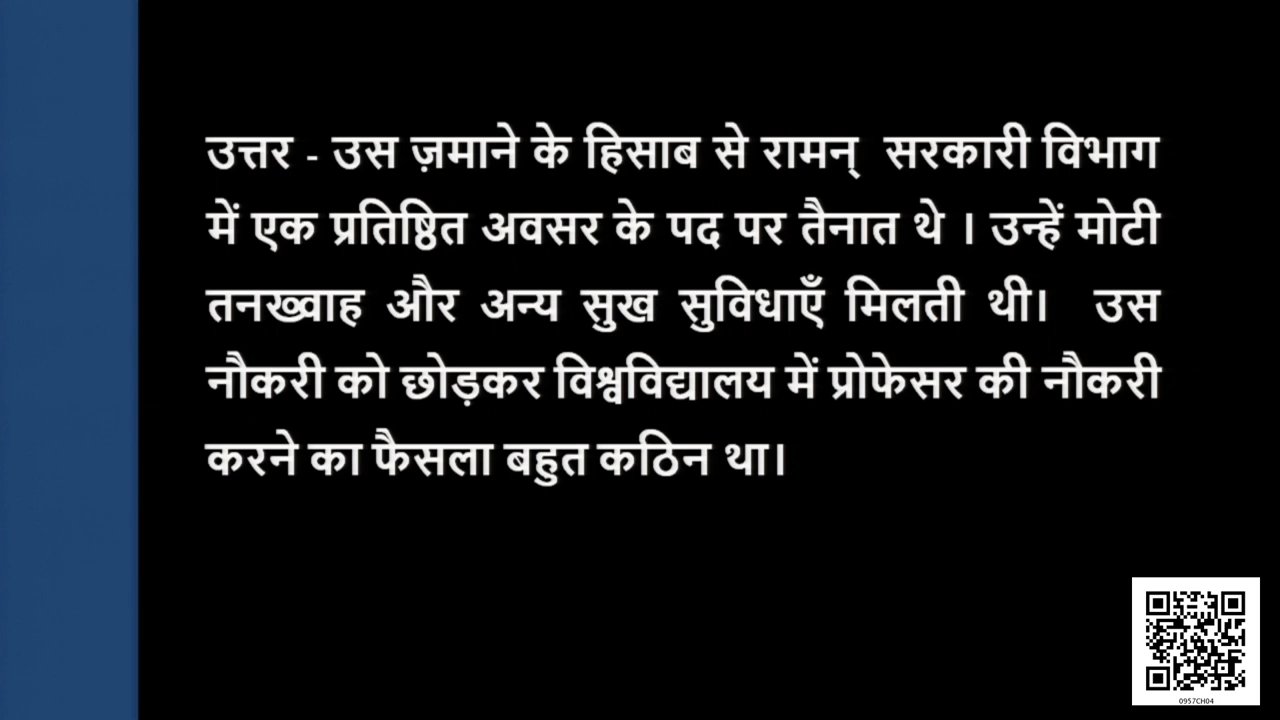 उत्तर - उस ज़माने के हिसाब से रामन् सरकारी विभाग
में एक प्रतिष्ठित अवसर के पद पर तैनात थे । उन्हें मोटी
तनख्वाह और अन्य सुख सुविधाएँ मिलती थी। उस
नौकरी को छोड़कर विश्वविद्यालय में प्रोफेसर की नौकरी
करने का फैसला बहुत कठिन था।
0957CH04